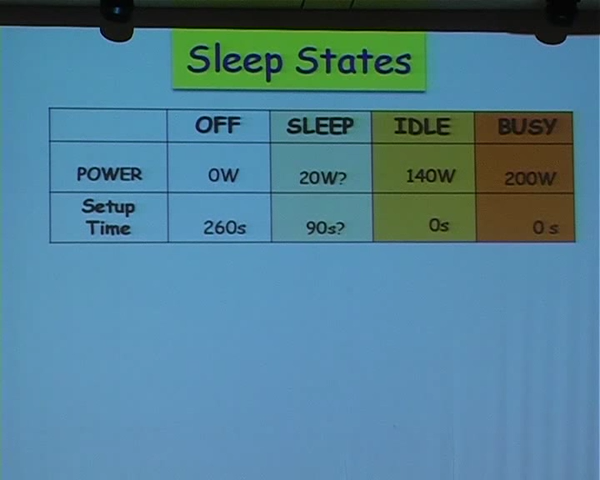 Sleep States
OFF SLEEP IDLE BUSY
POWER 0W 20W? 140W 200W
Setup
Time 260s 90s? 0s 0 s